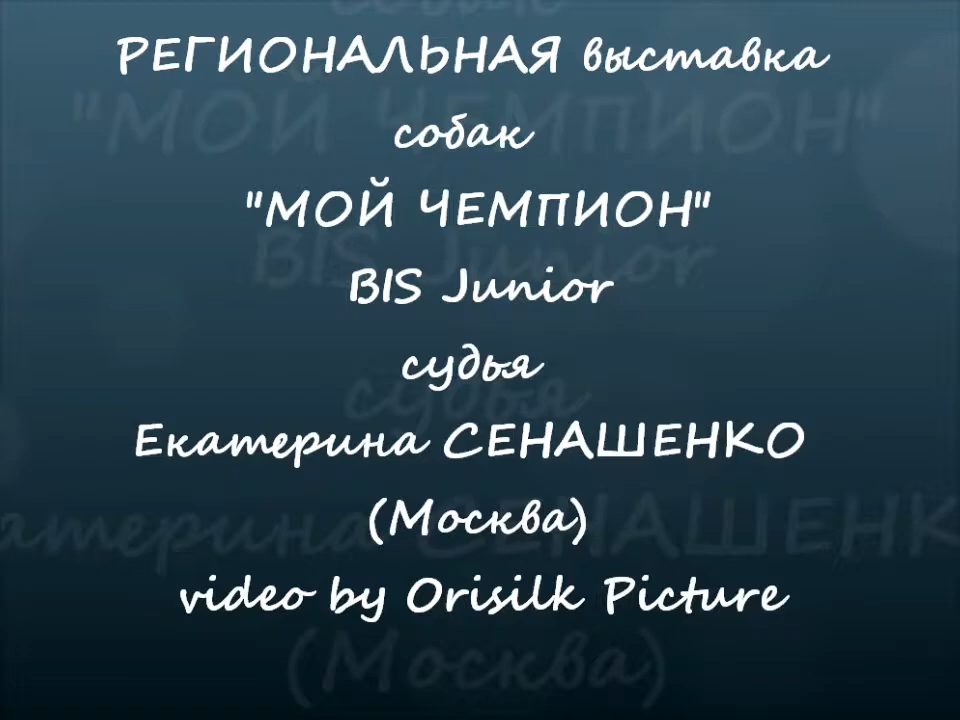 РЕГИОНАЛЬНАЯ выставка
собак
"МОЙ ЧЕМПИОН"
BIS Junior
судья
Екатерина СЕНАШЕНКО
(Москва)
video by Orisilk Picture